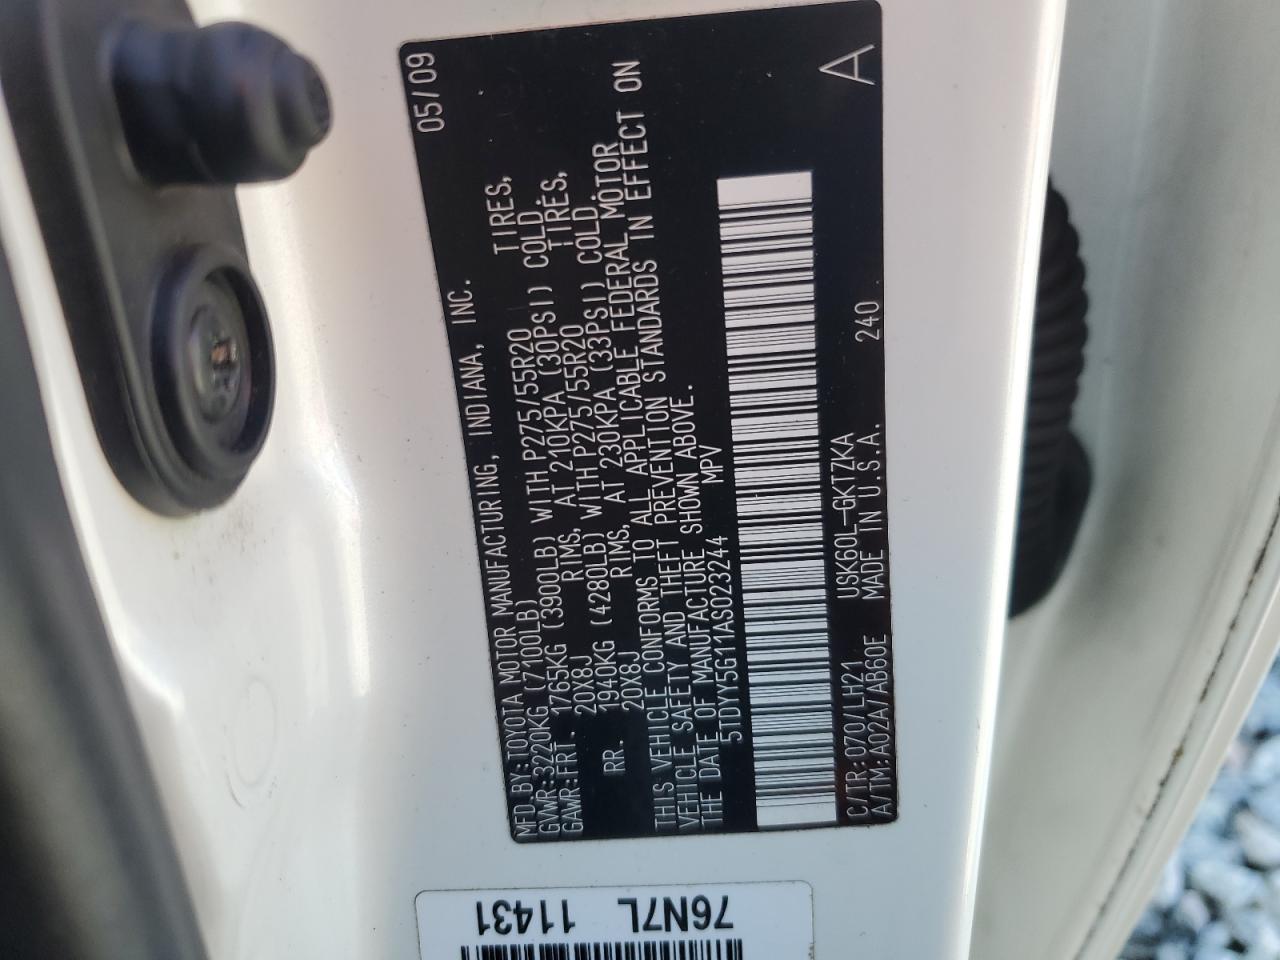 MFD. BY: TOYOTA MOTOR MANUFACTURING, INDIANA, INC. 05/09
GVWR: 3220KG (7100LB)
GAWR: FRT. 1765KG (3900LB) WITH P275/55R20 TIRES,
20X8J RIMS, AT 210KPA (30PSI) COLD.
RR. 1940KG (4280LB) WITH P275/55R20 TIRES,
20X8J RIMS, AT 230KPA (33PSI) COLD.
THIS VEHICLE CONFORMS TO ALL APPLICABLE FEDERAL MOTOR
VEHICLE SAFETY AND THEFT PREVENTION STANDARDS IN EFFECT ON
THE DATE OF MANUFACTURE SHOWN ABOVE.
5TDYY5G11AS023244 MPV
C/TR: 070/LH21 USK60L-GKTZKA
A/TM: A02A/AB60E MADE IN U.S.A. 240 A
76N7L 11431